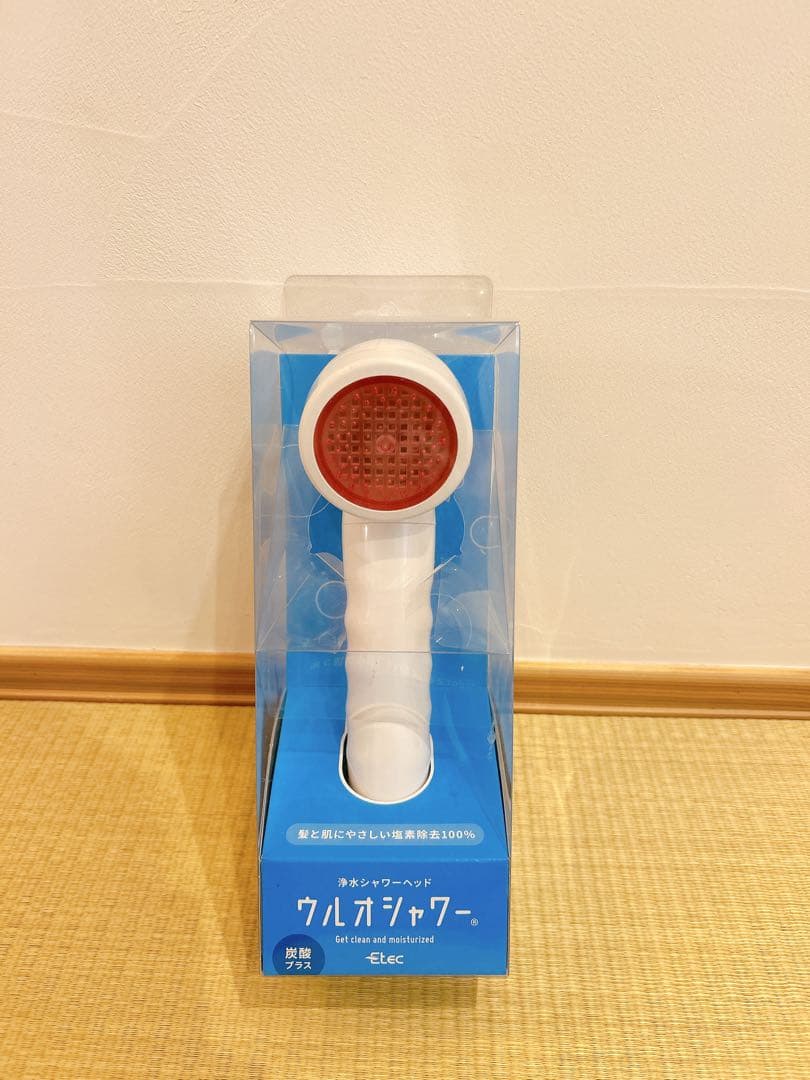 髪と肌にやさしい塩素除去100%
浄水シャワーヘッド
ウルオシャワー®
Get clean and moisturized
Etec
炭酸
プラス